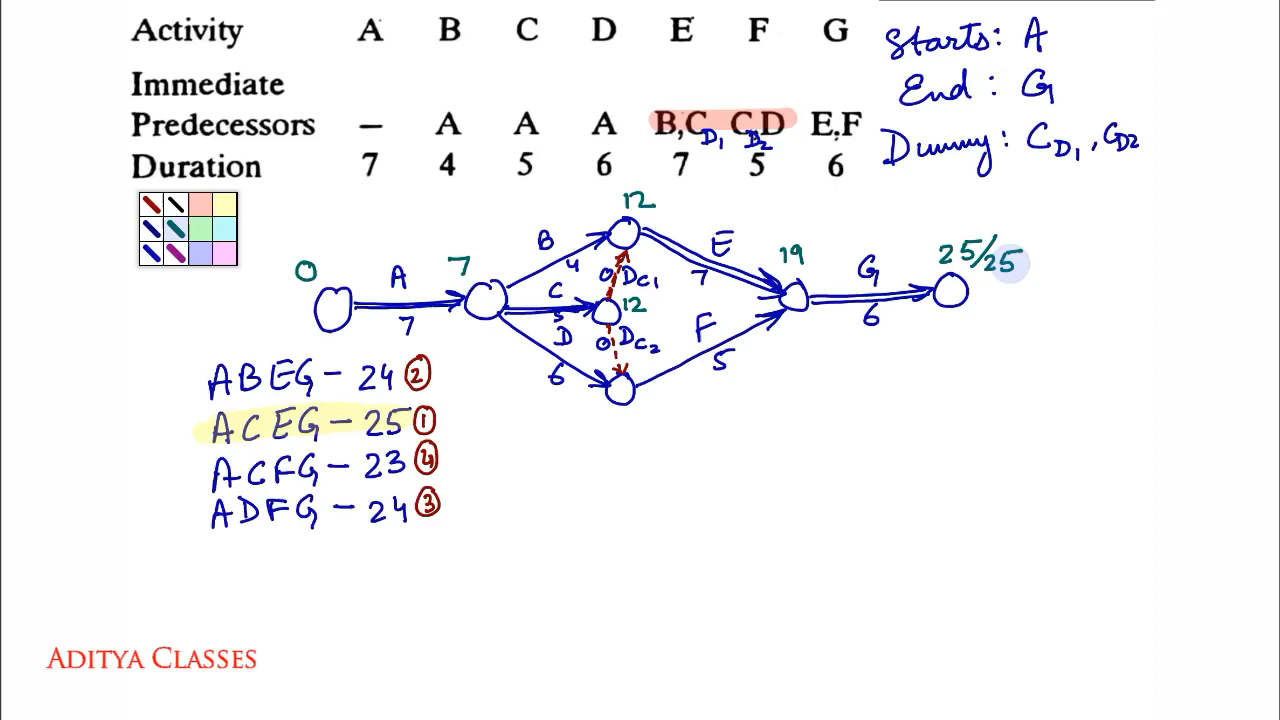 Activity A B C D E F G
Immediate
Predecessors – A A A B,C C,D E,F
D1 D2
Duration 7 4 5 6 7 5 6
Starts: A
End: G
Dummy: CD1, CD2
12
0 A 7 B 4 E 19 G 25/25
7 C 5 0 DC1 12 7 6
D 0 DC2 F
6 5
ABEG – 24 2
ACEG – 25 1
ACFG – 23 4
ADFG – 24 3
ADITYA CLASSES